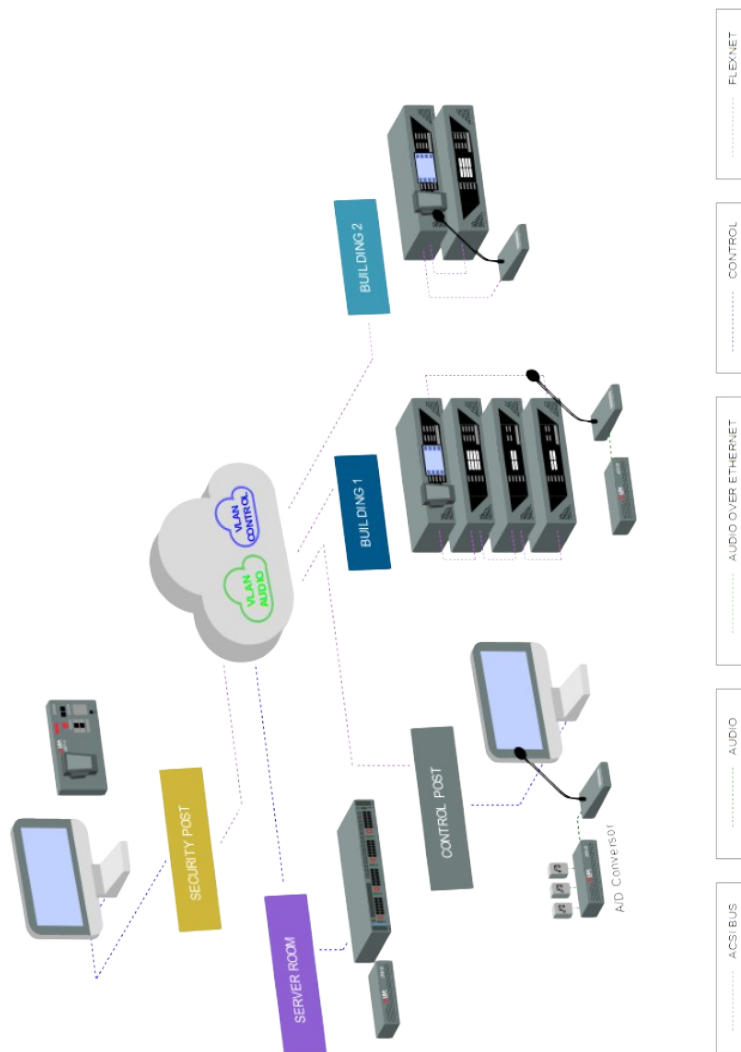 SERVER ROOM
SECURITY POST
CONTROL POST
A/D Conversor
VLAN
AUDIO
VLAN
CONTROL
BUILDING 1
BUILDING 2
ACSI BUS
AUDIO
AUDIO OVER ETHERNET
CONTROL
FLEXNET